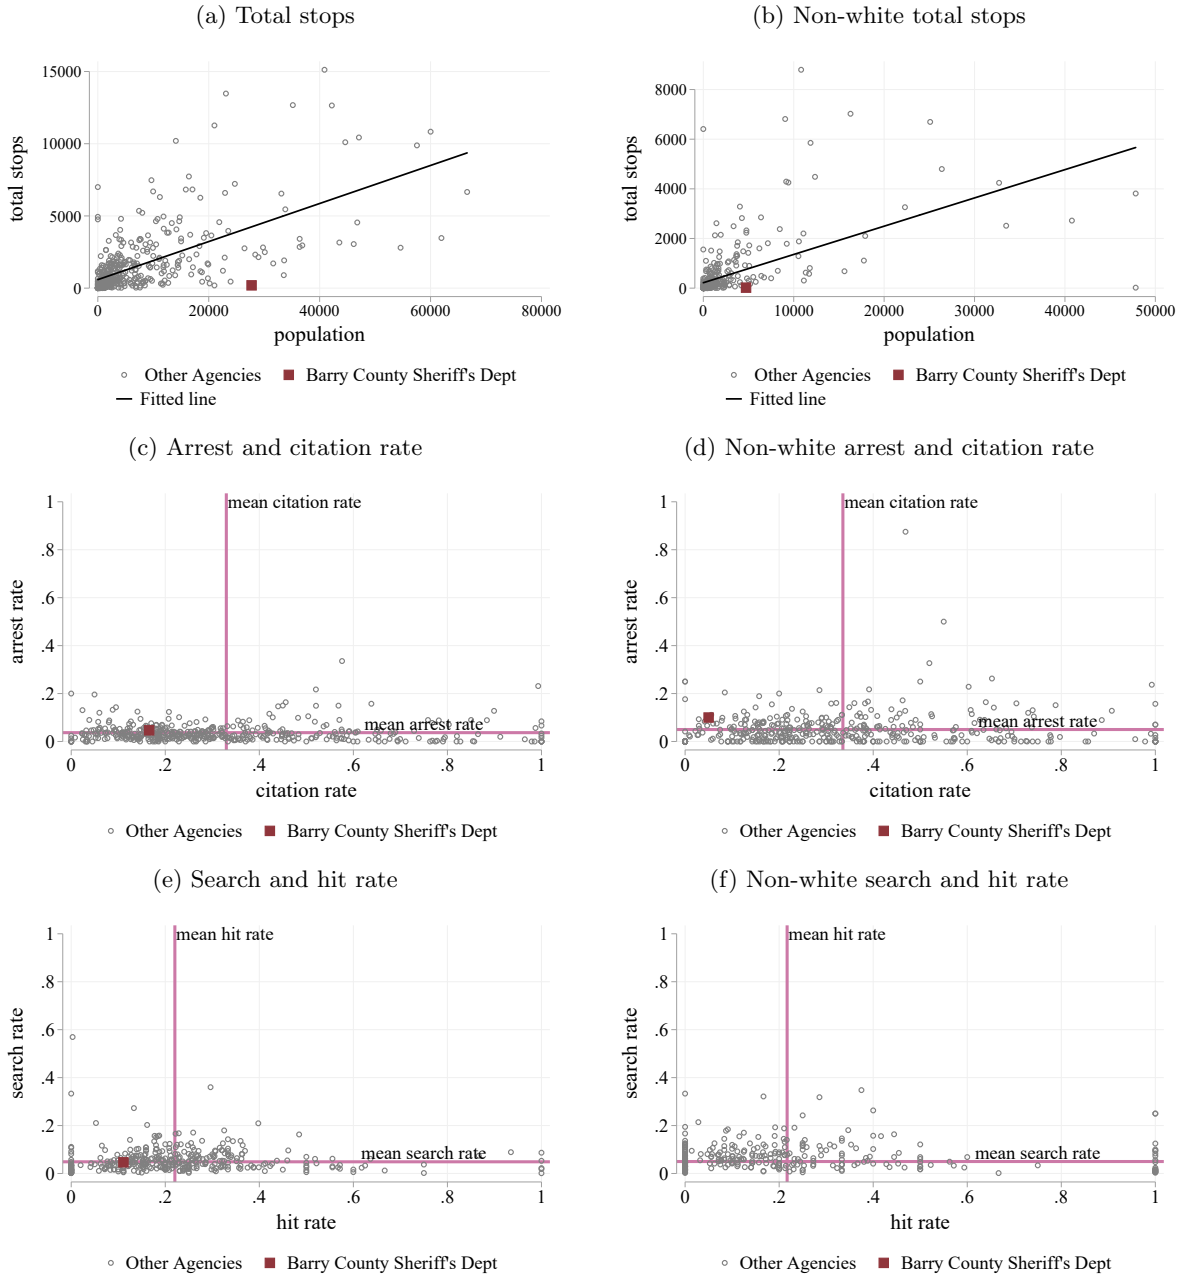 (a) Total stops
(b) Non-white total stops
total stops
15000
10000
5000
0
0 20000 40000 60000 80000
population
Other Agencies Barry County Sheriff's Dept
Fitted line
total stops
8000
6000
4000
2000
0
0 10000 20000 30000 40000 50000
population
Other Agencies Barry County Sheriff's Dept
Fitted line
(c) Arrest and citation rate
(d) Non-white arrest and citation rate
arrest rate
1
.8
.6
.4
.2
0
mean citation rate
mean arrest rate
0 .2 .4 .6 .8 1
citation rate
Other Agencies Barry County Sheriff's Dept
arrest rate
1
.8
.6
.4
.2
0
mean citation rate
mean arrest rate
0 .2 .4 .6 .8 1
citation rate
Other Agencies Barry County Sheriff's Dept
(e) Search and hit rate
(f) Non-white search and hit rate
search rate
1
.8
.6
.4
.2
0
mean hit rate
mean search rate
0 .2 .4 .6 .8 1
hit rate
Other Agencies Barry County Sheriff's Dept
search rate
1
.8
.6
.4
.2
0
mean hit rate
mean search rate
0 .2 .4 .6 .8 1
hit rate
Other Agencies Barry County Sheriff's Dept